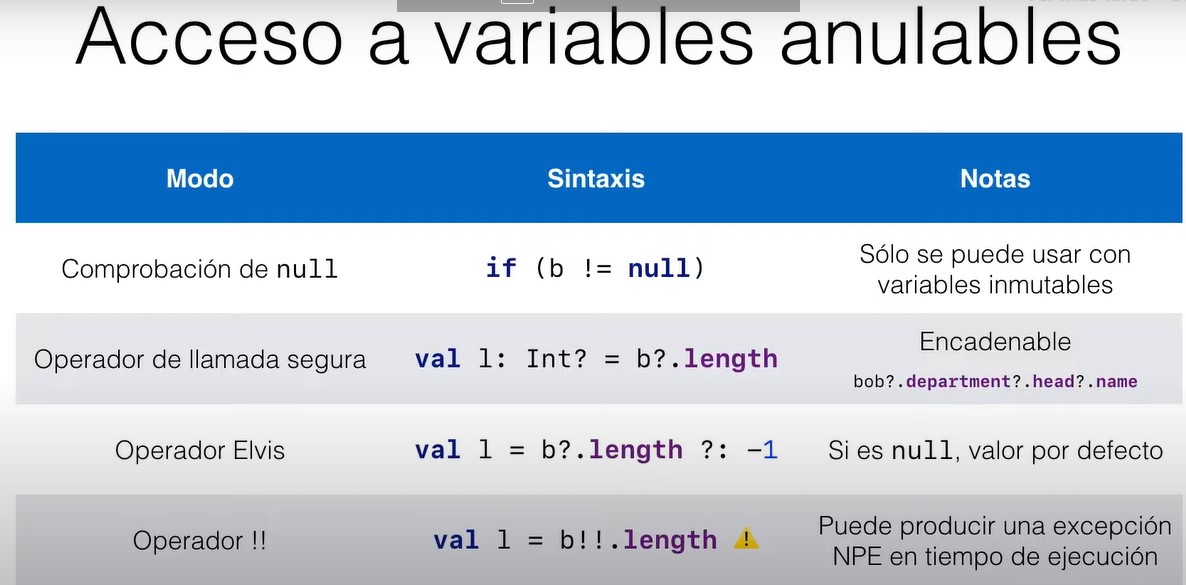 Acceso a variables anulables
Modo Sintaxis Notas
Comprobación de null
if (b != null)
Sólo se puede usar con
variables inmutables
Operador de llamada segura
val l: Int? = b?.length
Encadenable
bob?.department?.head?.name
Operador Elvis
val l = b?.length ?: -1
Si es null, valor por defecto
Operador !!
val l = b!!.length
Puede producir una excepción
NPE en tiempo de ejecución